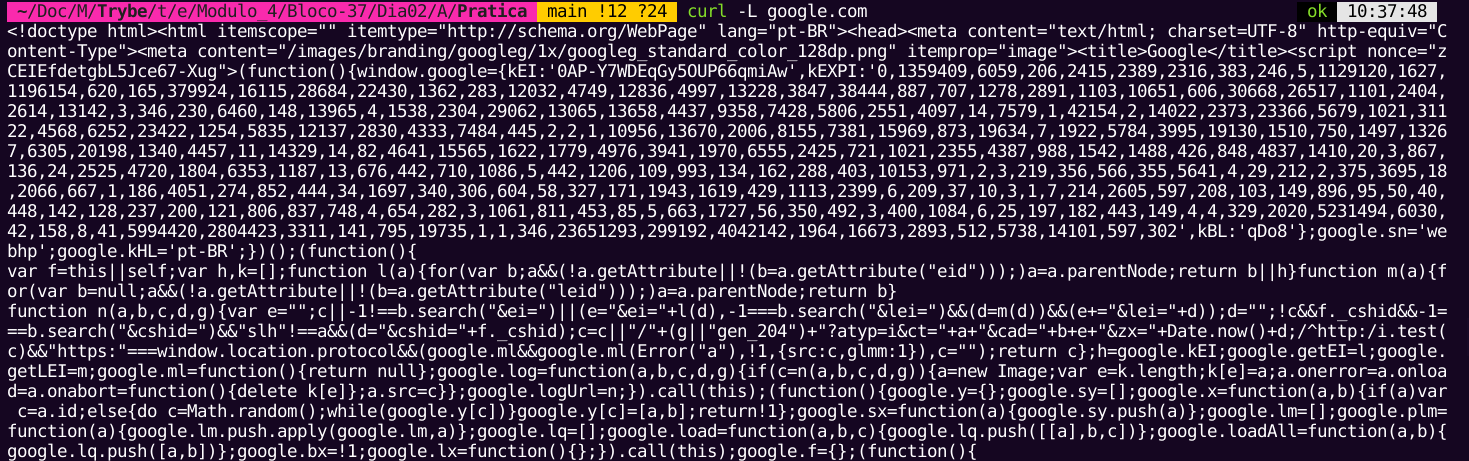 ~/Doc/M/Trybe/t/e/Modulo_4/Bloco-37/Dia02/A/Pratica main !12 ?24 curl -L google.com ok 10:37:48
<!doctype html><html itemscope="" itemtype="http://schema.org/WebPage" lang="pt-BR"><head><meta content="text/html; charset=UTF-8" http-equiv="C
ontent-Type"><meta content="/images/branding/googleg/1x/googleg_standard_color_128dp.png" itemprop="image"><title>Google</title><script nonce="z
CEIEfdetgbL5Jce67-Xug">(function(){window.google={kEI:'0AP-Y7WDEqGy5OUP66qmiAw',kEXPI:'0,1359409,6059,206,2415,2389,2316,383,246,5,1129120,1627,
1196154,620,165,379924,16115,28684,22430,1362,283,12032,4749,12836,4997,13228,3847,38444,887,707,1278,2891,1103,10651,606,30668,26517,1101,2404,
2614,13142,3,346,230,6460,148,13965,4,1538,2304,29062,13065,13658,4437,9358,7428,5806,2551,4097,14,7579,1,42154,2,14022,2373,23366,5679,1021,311
22,4568,6252,23422,1254,5835,12137,2830,4333,7484,445,2,2,1,10956,13670,2006,8155,7381,15969,873,19634,7,1922,5784,3995,19130,1510,750,1497,1326
7,6305,20198,1340,4457,11,14329,14,82,4641,15565,1622,1779,4976,3941,1970,6555,2425,721,1021,2355,4387,988,1542,1488,426,848,4837,1410,20,3,867,
136,24,2525,4720,1804,6353,1187,13,676,442,710,1086,5,442,1206,109,993,134,162,288,403,10153,971,2,3,219,356,566,355,5641,4,29,212,2,375,3695,18
,2066,667,1,186,4051,274,852,444,34,1697,340,306,604,58,327,171,1943,1619,429,1113,2399,6,209,37,10,3,1,7,214,2605,597,208,103,149,896,95,50,40,
448,142,128,237,200,121,806,837,748,4,654,282,3,1061,811,453,85,5,663,1727,56,350,492,3,400,1084,6,25,197,182,443,149,4,4,329,2020,5231494,6030,
42,158,8,41,5994420,2804423,3311,141,795,19735,1,1,346,23651293,299192,4042142,1964,16673,2893,512,5738,14101,597,302',kBL:'qDo8'};google.sn='we
bhp';google.kHL='pt-BR';})();(function(){
var f=this||self;var h,k=[];function l(a){for(var b;a&&(!a.getAttribute||!(b=a.getAttribute("eid")));)a=a.parentNode;return b||h}function m(a){f
or(var b=null;a&&(!a.getAttribute||!(b=a.getAttribute("leid")));)a=a.parentNode;return b}
function n(a,b,c,d,g){var e="";c||-1!==b.search("&ei=")||(e="&ei="+l(d),-1===b.search("&lei=")&&(d=m(d))&&(e+="&lei="+d));d="";!c&&f._cshid&&-1=
==b.search("&cshid=")&&"slh"!==a&&(d="&cshid="+f._cshid);c=c||"/"+(g||"gen_204")+"?atyp=i&ct="+a+"&cad="+b+e+"&zx="+Date.now()+d;/^http:/i.test(
c)&&"https:"===window.location.protocol&&(google.ml&&google.ml(Error("a"),!1,{src:c,glmm:1}),c="");return c};h=google.kEI;google.getEI=l;google.
getLEI=m;google.ml=function(){return null};google.log=function(a,b,c,d,g){if(c=n(a,b,c,d,g)){a=new Image;var e=k.length;k[e]=a;a.onerror=a.onloa
d=a.onabort=function(){delete k[e]};a.src=c}};google.logUrl=n;}).call(this);(function(){google.y={};google.sy=[];google.x=function(a,b){if(a)var
 c=a.id;else{do c=Math.random();while(google.y[c])}google.y[c]=[a,b];return!1};google.sx=function(a){google.sy.push(a)};google.lm=[];google.plm=
function(a){google.lm.push.apply(google.lm,a)};google.lq=[];google.load=function(a,b,c){google.lq.push([[a],b,c])};google.loadAll=function(a,b){
google.lq.push([a,b])};google.bx=!1;google.lx=function(){};}).call(this);google.f={};(function(){